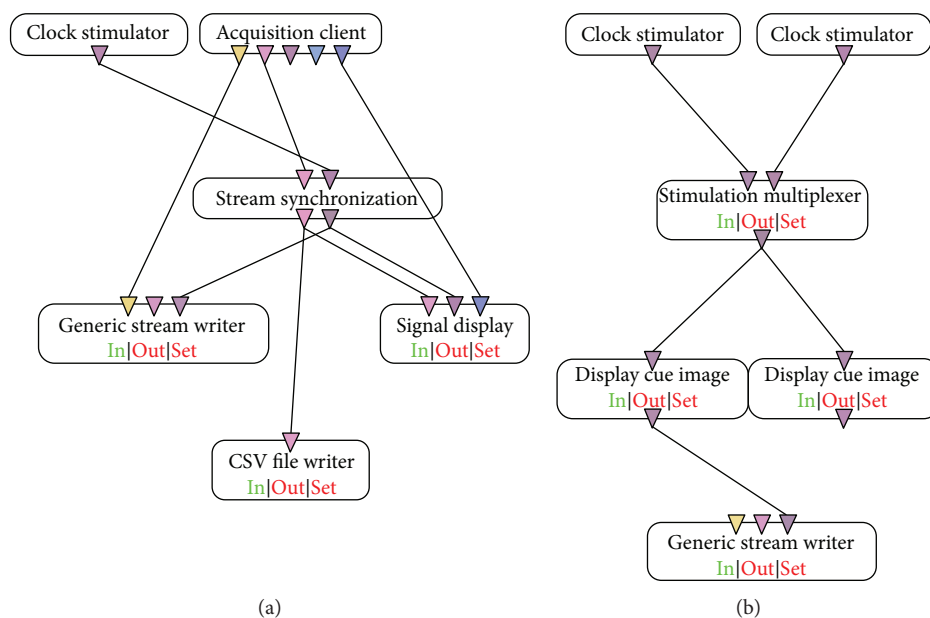 Clock stimulator
Acquisition client
Stream synchronization
Generic stream writer
In|Out|Set
Signal display
In|Out|Set
CSV file writer
In|Out|Set
(a)
Clock stimulator
Clock stimulator
Stimulation multiplexer
In|Out|Set
Display cue image
In|Out|Set
Display cue image
In|Out|Set
Generic stream writer
In|Out|Set
(b)